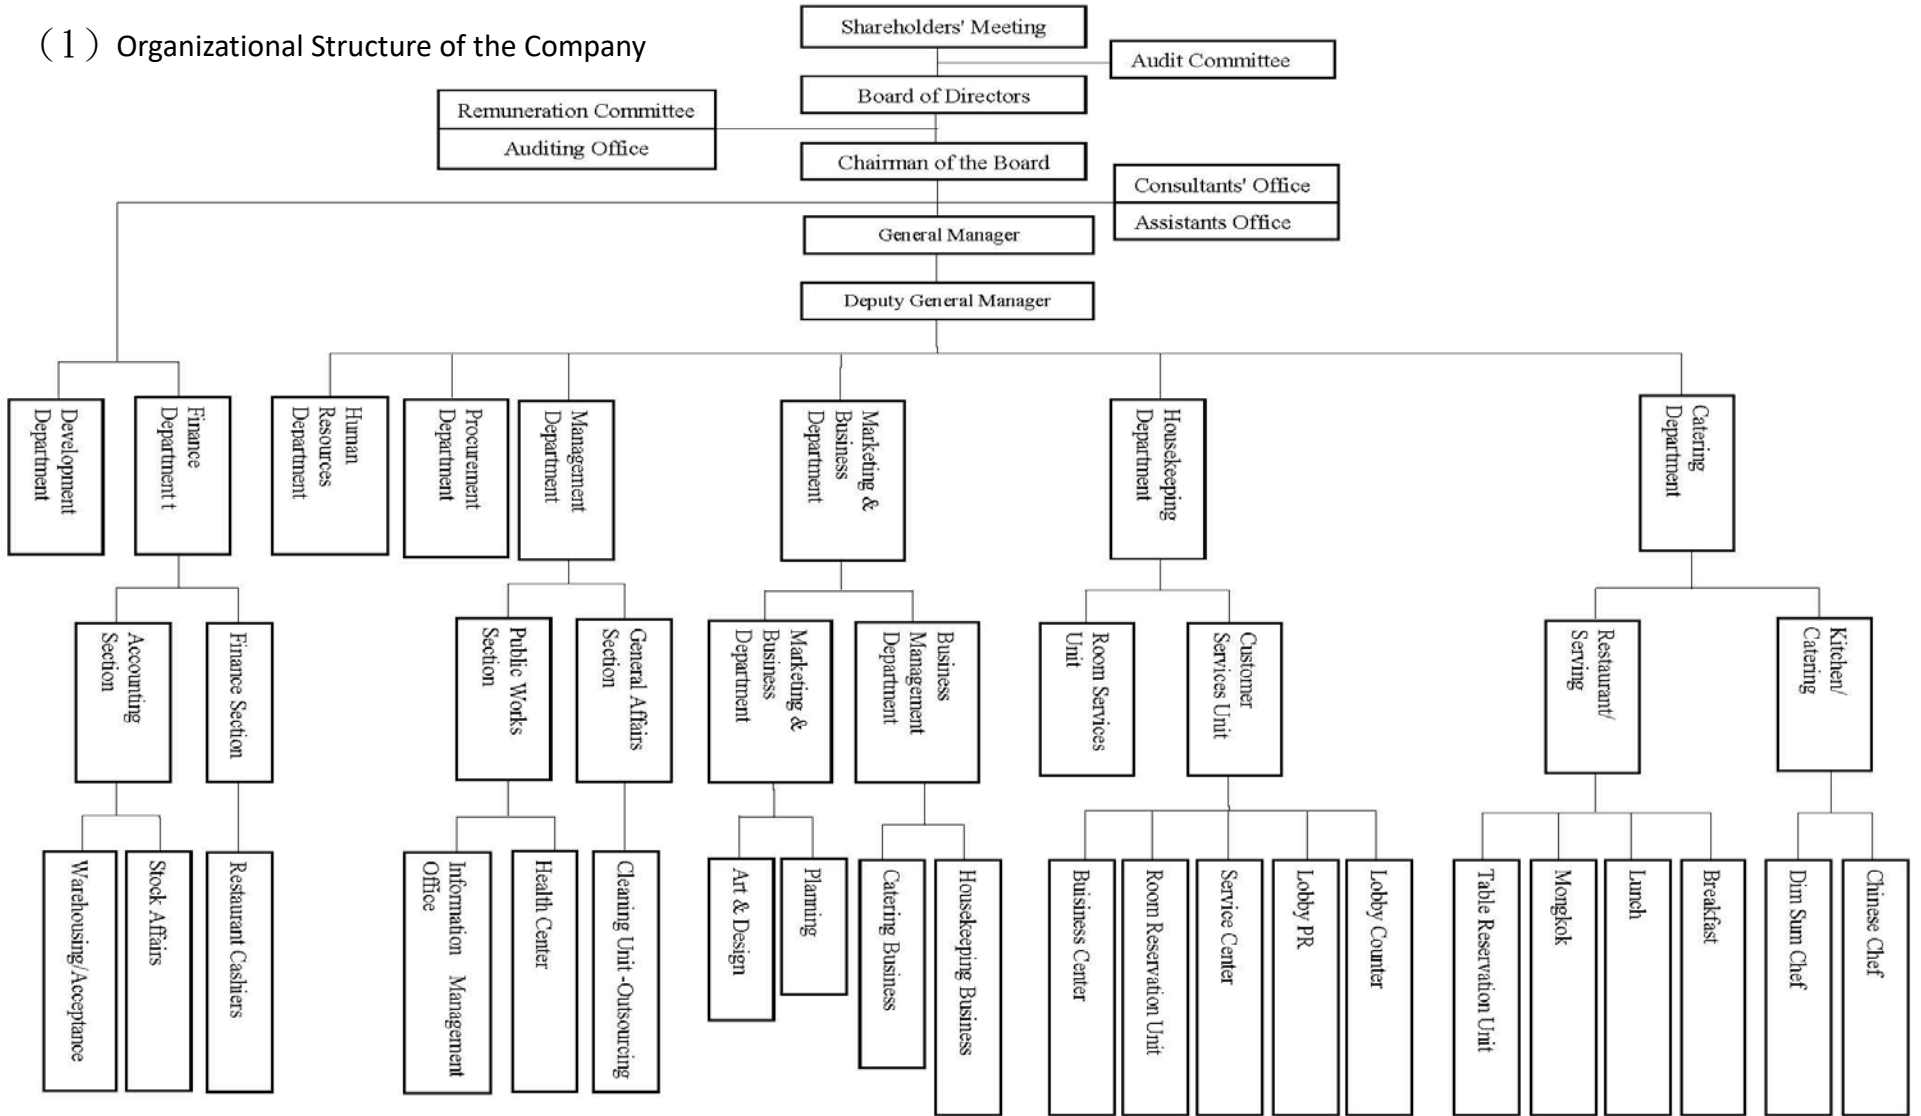 （1）Organizational Structure of the Company
Shareholders' Meeting
Audit Committee
Board of Directors
Remuneration Committee
Auditing Office
Chairman of the Board
Consultants' Office
Assistants Office
General Manager
Deputy General Manager
Development
Department
Finance
Department t
Human
Resources
Department
Procurement
Department
Management
Department
Marketing &
Business
Department
Housekeeping
Department
Catering
Department
Accounting
Section
Finance Section
Public Works
Section
General Affairs
Section
Marketing &
Business
Department
Business
Management
Department
Room Services
Unit
Customer
Services Unit
Restaurant/
Serving
Kitchen/
Catering
Warehousing/Acceptance
Stock Affairs
Restaurant Cashiers
Information Management
Office
Health Center
Cleaning Unit -Outsourcing
Art & Design
Planning
Catering Business
Housekeeping Business
Buisiness Center
Room Reservation Unit
Service Center
Lobby PR
Lobby Counter
Table Reservation Unit
Mongkok
Lunch
Breakfast
Dim Sum Chef
Chinese Chef